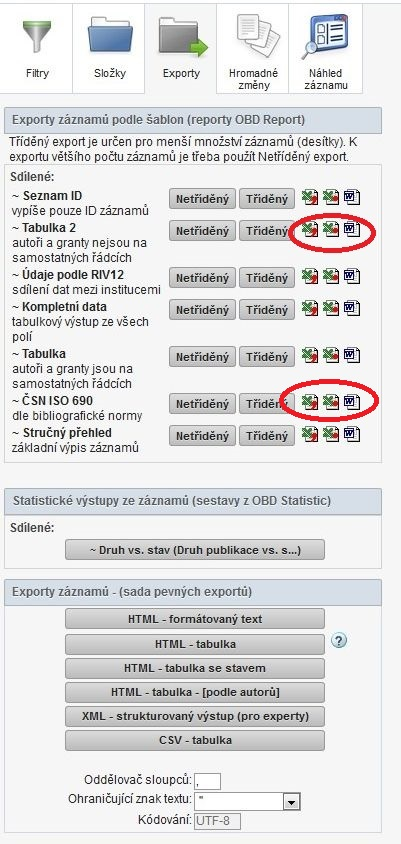 Filtry
Složky
Exporty
Hromadné
změny
Náhled
záznamu
Exporty záznamů podle šablon (reporty OBD Report)
Tříděný export je určen pro menší množství záznamů (desítky). K
exportu většího počtu záznamů je třeba použít Netříděný export.
Sdílené:
~ Seznam ID
vypíše pouze ID záznamů
Netříděný Tříděný
~ Tabulka 2
autoři a granty nejsou na
samostatných řádcích
Netříděný Tříděný
~ Údaje podle RIV12
sdílení dat mezi institucemi
Netříděný Tříděný
~ Kompletní data
tabulkový výstup ze všech
polí
Netříděný Tříděný
~ Tabulka
autoři a granty jsou na
samostatných řádcích
Netříděný Tříděný
~ ČSN ISO 690
dle bibliografické normy
Netříděný Tříděný
~ Stručný přehled
základní výpis záznamů
Netříděný Tříděný
Statistické výstupy ze záznamů (sestavy z OBD Statistic)
Sdílené:
~ Druh vs. stav (Druh publikace vs. s...)
Exporty záznamů - (sada pevných exportů)
HTML - formátovaný text
HTML - tabulka ?
HTML - tabulka se stavem
HTML - tabulka - [podle autorů]
XML - strukturovaný výstup (pro experty)
CSV - tabulka
Oddělovač sloupců: ,
Ohraničující znak textu: "
Kódování: UTF-8